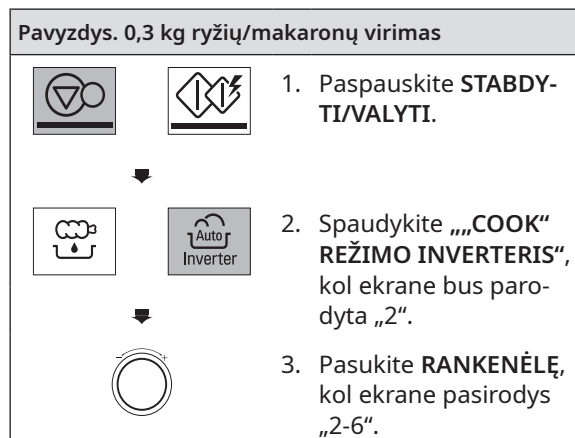 Pavyzdys. 0,3 kg ryžių/makaronų virimas
1. Paspauskite STABDY-
TI/VALYTI.
Auto
Inverter
2. Spaudykite „„COOK“
REŽIMO INVERTERIS“,
kol ekrane bus paro-
dyta „2“.
3. Pasukite RANKENĖLĘ,
kol ekrane pasirodys
„2-6“.